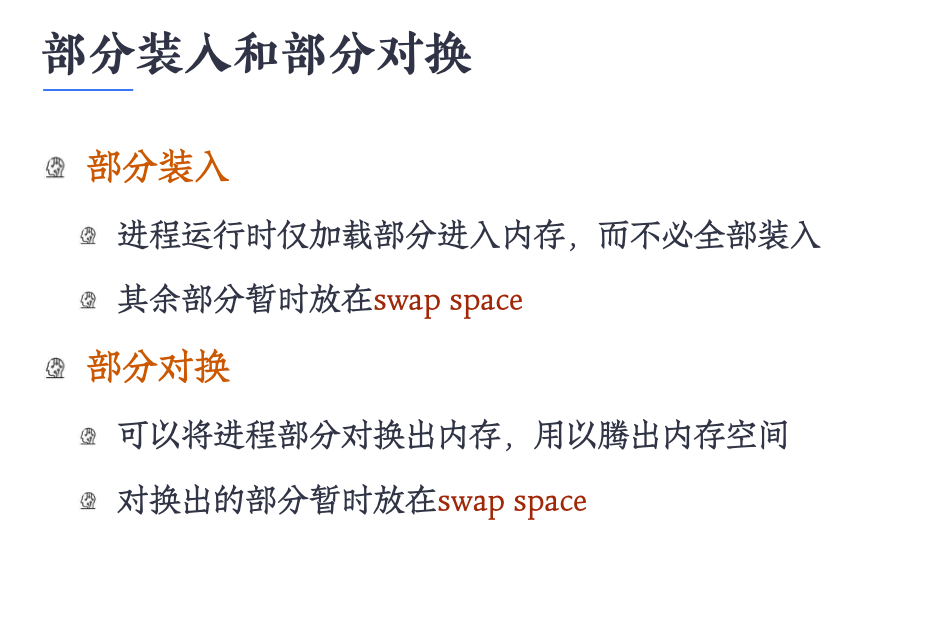 部分装入和部分对换
部分装入
进程运行时仅加载部分进入内存，而不必全部装入
其余部分暂时放在swap space
部分对换
可以将进程部分对换出内存，用以腾出内存空间
对换出的部分暂时放在swap space